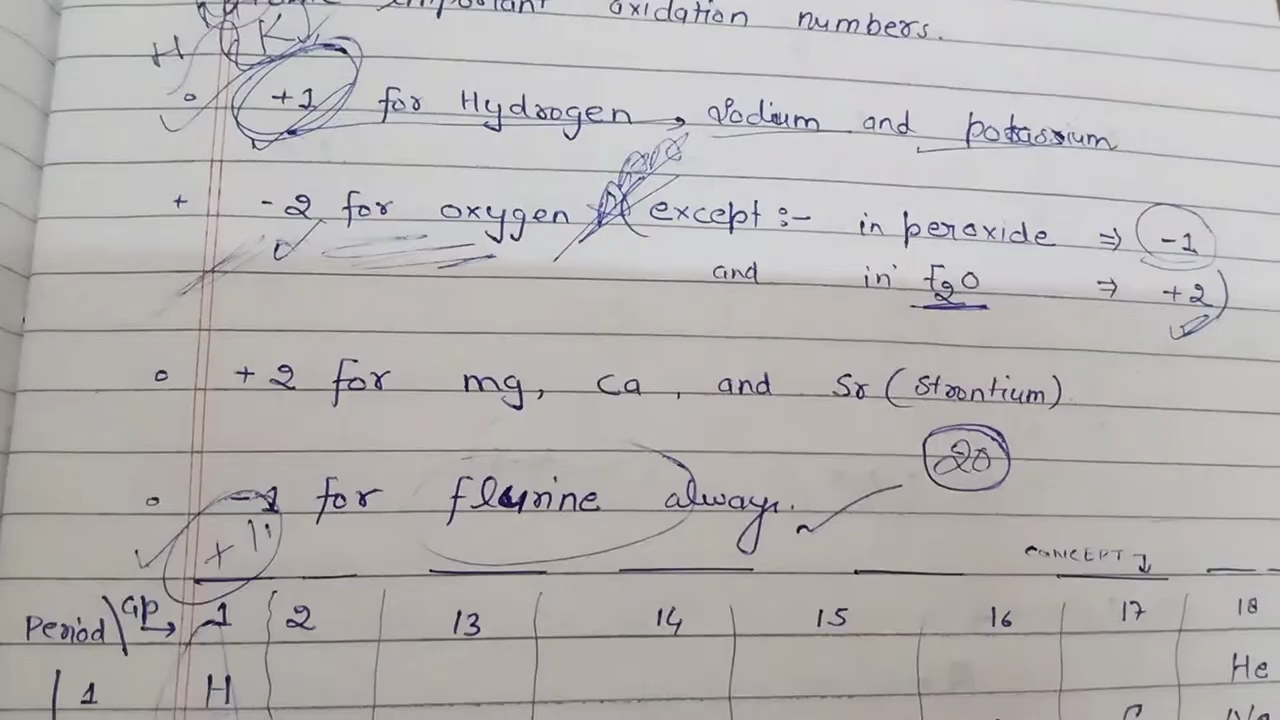 important oxidation numbers.
H K
+1 for Hydrogen, Sodium and potassium
+ -2 for oxygen except :- in peroxide ⇒ -1
and in F2O ⇒ +2
+2 for mg, ca, and Sr (Strontium)
20
-1 for flurine always.
+
CONCEPT ↓
Period \ GP → 1 2 13 14 15 16 17 18
1 H He